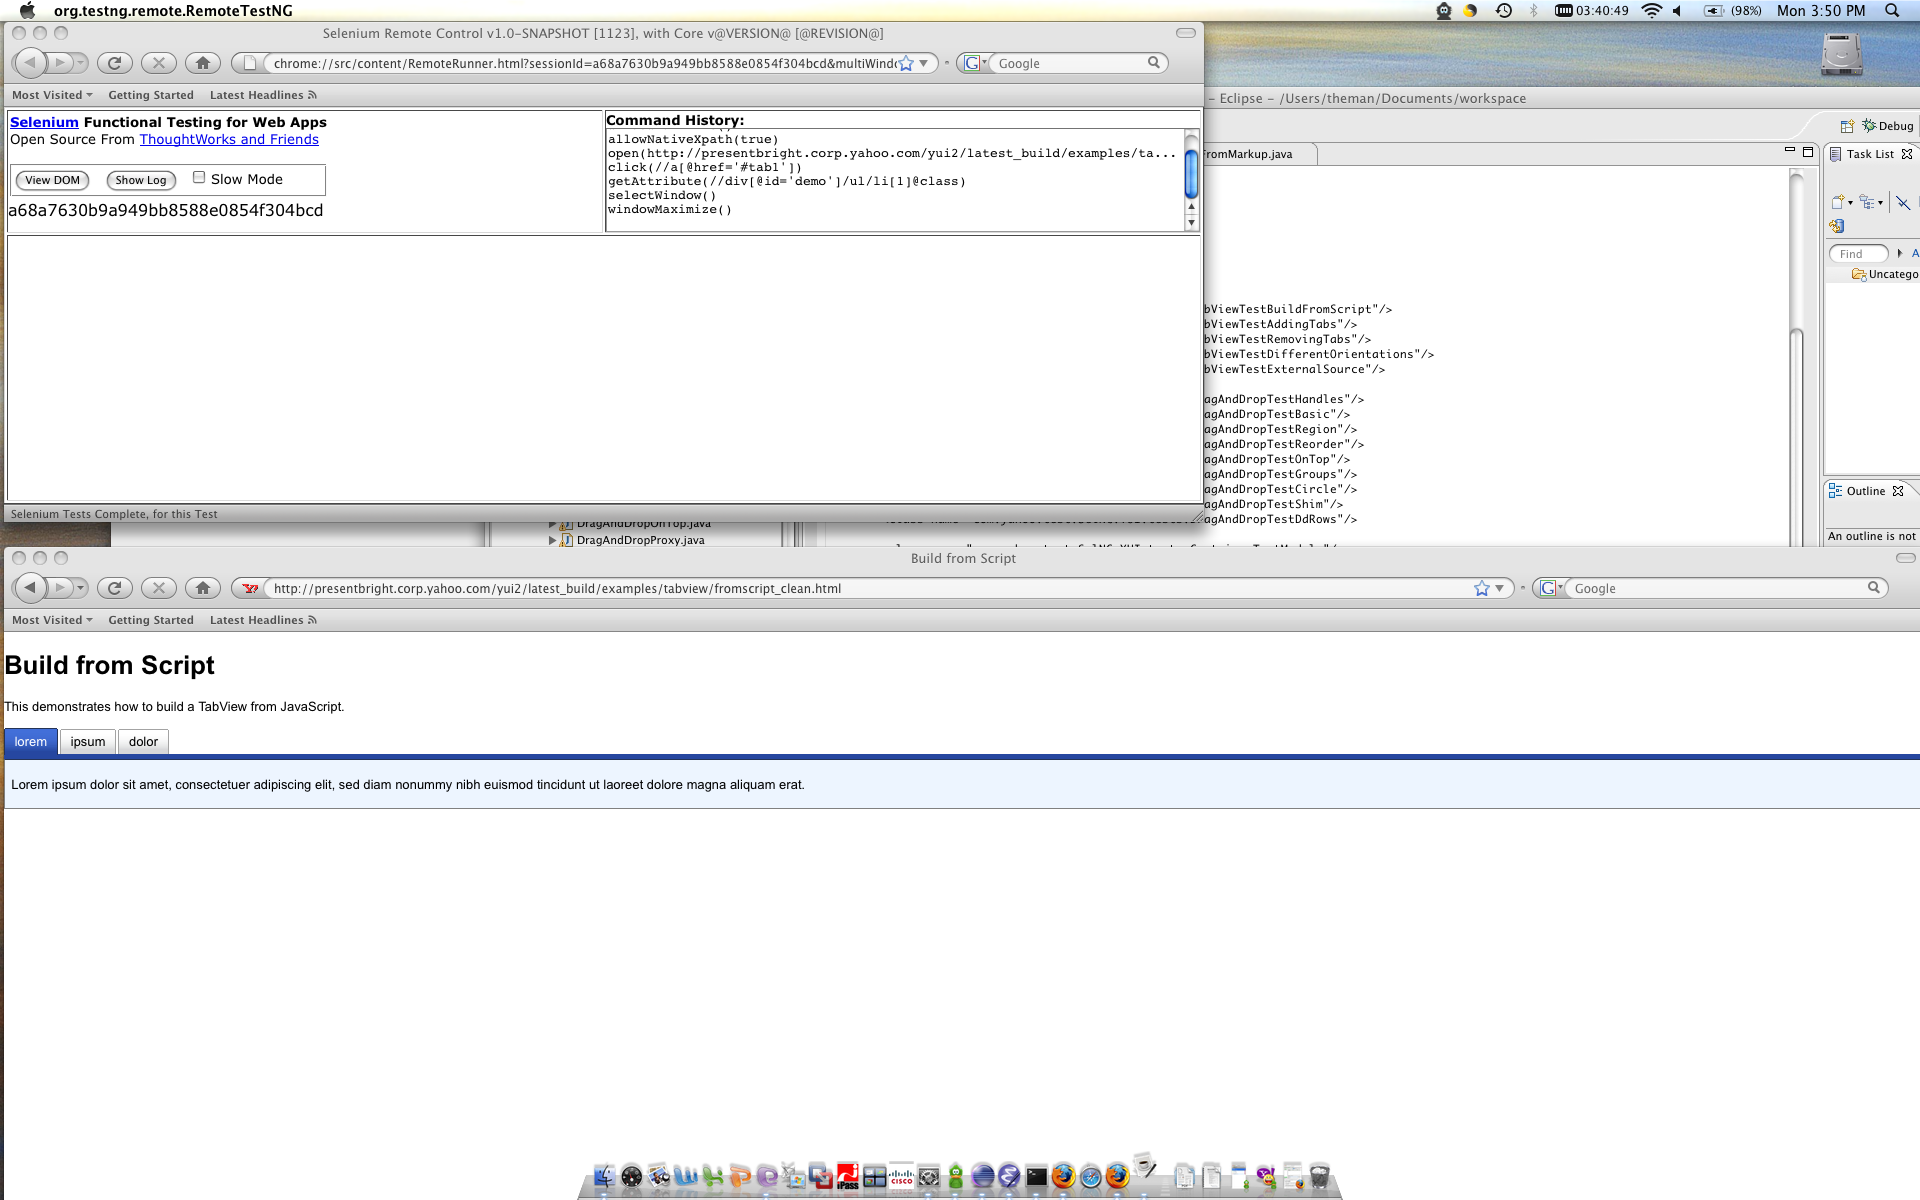 org.testng.remote.RemoteTestNG
03:40:49
(98%)
Mon 3:50 PM
Selenium Remote Control v1.0-SNAPSHOT [1123], with Core v@VERSION@ [@REVISION@]
chrome://src/content/RemoteRunner.html?sessionId=a68a7630b9a949bb8588e0854f304bcd&multiWind
Google
Most Visited
Getting Started
Latest Headlines
Selenium Functional Testing for Web Apps
Open Source From ThoughtWorks and Friends
View DOM
Show Log
Slow Mode
a68a7630b9a949bb8588e0854f304bcd
Command History:
allowNativeXpath(true)
open(http://presentbright.corp.yahoo.com/yui2/latest_build/examples/ta...
click(//a[@href='#tab1'])
getAttribute(//div[@id='demo']/ul/li[1]@class)
selectWindow()
windowMaximize()
Selenium Tests Complete, for this Test
– Eclipse – /Users/theman/Documents/workspace
Debug
FromMarkup.java
Task List
Find
A
Uncatego
bViewTestBuildFromScript"/>
bViewTestAddingTabs"/>
bViewTestRemovingTabs"/>
bViewTestDifferentOrientations"/>
bViewTestExternalSource"/>
agAndDropTestHandles"/>
agAndDropTestBasic"/>
agAndDropTestRegion"/>
agAndDropTestReorder"/>
agAndDropTestOnTop"/>
agAndDropTestGroups"/>
agAndDropTestCircle"/>
agAndDropTestShim"/>
agAndDropTestDdRows"/>
Outline
An outline is not
DragAndDropOnTop.java
DragAndDropProxy.java
Build from Script
http://presentbright.corp.yahoo.com/yui2/latest_build/examples/tabview/fromscript_clean.html
Google
Most Visited
Getting Started
Latest Headlines
Build from Script
This demonstrates how to build a TabView from JavaScript.
lorem
ipsum
dolor
Lorem ipsum dolor sit amet, consectetuer adipiscing elit, sed diam nonummy nibh euismod tincidunt ut laoreet dolore magna aliquam erat.
iPass
CISCO